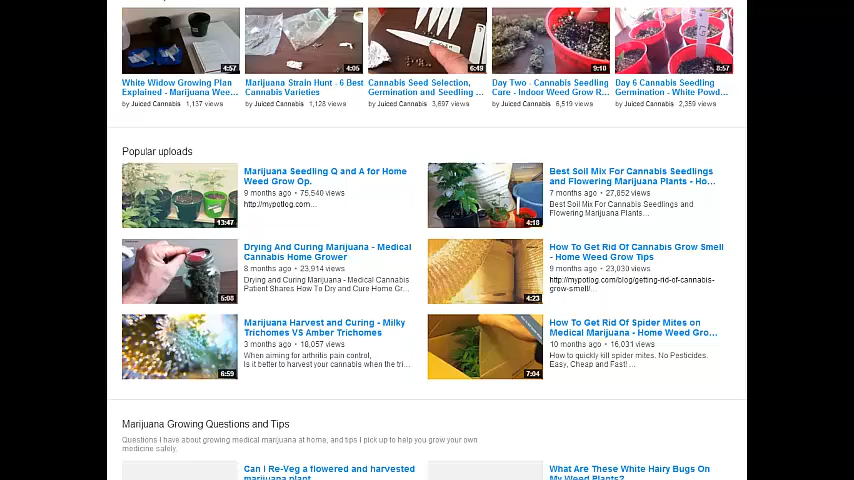 4:57
4:05
6:49
9:10
8:57
White Widow Growing Plan
Explained - Marijuana Wee...
by Juiced Cannabis 1,137 views
Marijuana Strain Hunt - 6 Best
Cannabis Varieties
by Juiced Cannabis 1,128 views
Cannabis Seed Selection,
Germination and Seedling ...
by Juiced Cannabis 3,697 views
Day Two - Cannabis Seedling
Care - Indoor Weed Grow R...
by Juiced Cannabis 6,519 views
Day 6 Cannabis Seedling
Germination - White Powd...
by Juiced Cannabis 2,359 views
Popular uploads
13:47
Marijuana Seedling Q and A for Home
Weed Grow Op.
9 months ago • 75,540 views
http://mypotlog.com...
4:18
Best Soil Mix For Cannabis Seedlings
and Flowering Marijuana Plants - Ho...
7 months ago • 27,852 views
Best Soil Mix For Cannabis Seedlings and
Flowering Marijuana Plants...
5:08
Drying And Curing Marijuana - Medical
Cannabis Home Grower
8 months ago • 23,914 views
Drying and Curing Marijuana - Medical Cannabis
Patient Shares How To Dry and Cure Home Gr...
4:23
How To Get Rid Of Cannabis Grow Smell
- Home Weed Grow Tips
9 months ago • 23,030 views
http://mypotlog.com/blog/getting-rid-of-cannabis-
grow-smell/...
6:59
Marijuana Harvest and Curing - Milky
Trichomes VS Amber Trichomes
3 months ago • 18,057 views
When aiming for arthritis pain control,
Is it better to harvest your cannabis when the tri...
7:04
How To Get Rid Of Spider Mites on
Medical Marijuana - Home Weed Gro...
10 months ago • 16,031 views
How to quickly kill spider mites. No Pesticides.
Easy, Cheap and Fast! ...
Marijuana Growing Questions and Tips
Questions I have about growing medical marijuana at home, and tips I pick up to help you grow your own
medicine safely.
Can I Re-Veg a flowered and harvested
marijuana plant
What Are These White Hairy Bugs On
My Weed Plants?